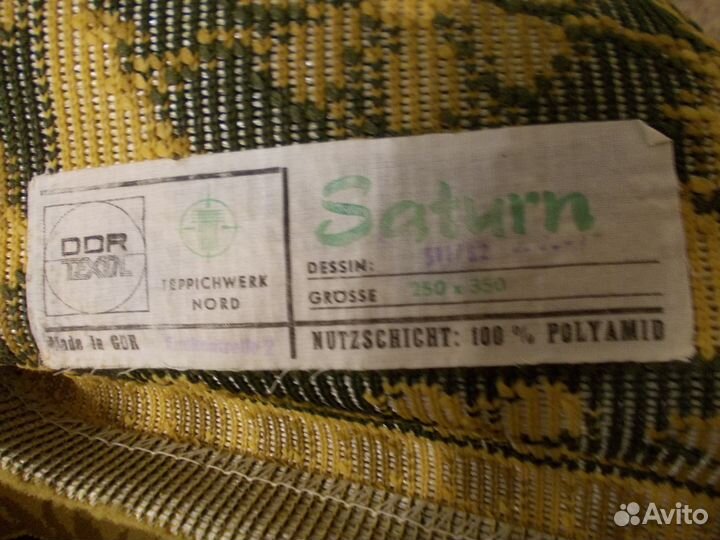 DDR
TEXTIL
Made in GDR
TEPPICHWERK
NORD
Saturn
DESSIN:
GRÖSSE 250 x 350
NUTZSCHICHT: 100 % POLYAMID
Avito